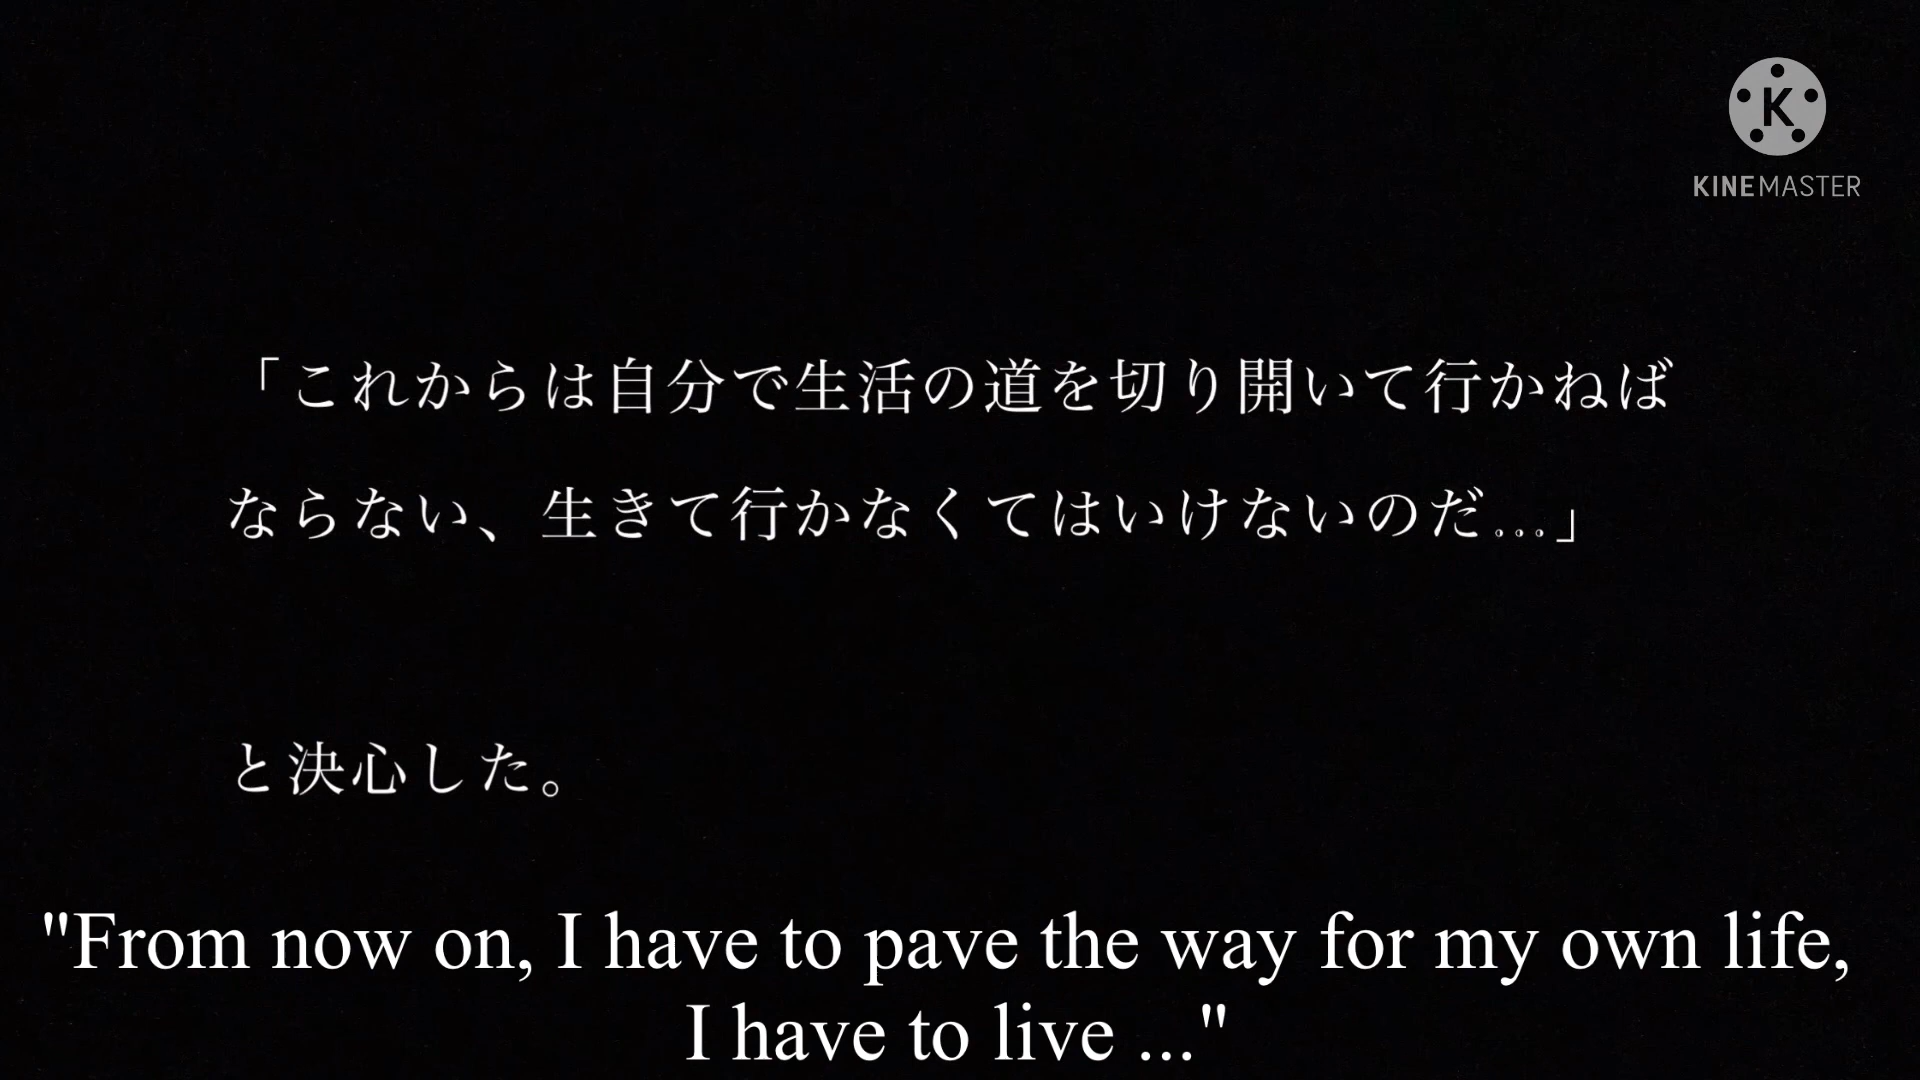 K
KINEMASTER
「これからは自分で生活の道を切り開いて行かねば
ならない、生きて行かなくてはいけないのだ...」
と決心した。
"From now on, I have to pave the way for my own life,
I have to live ..."